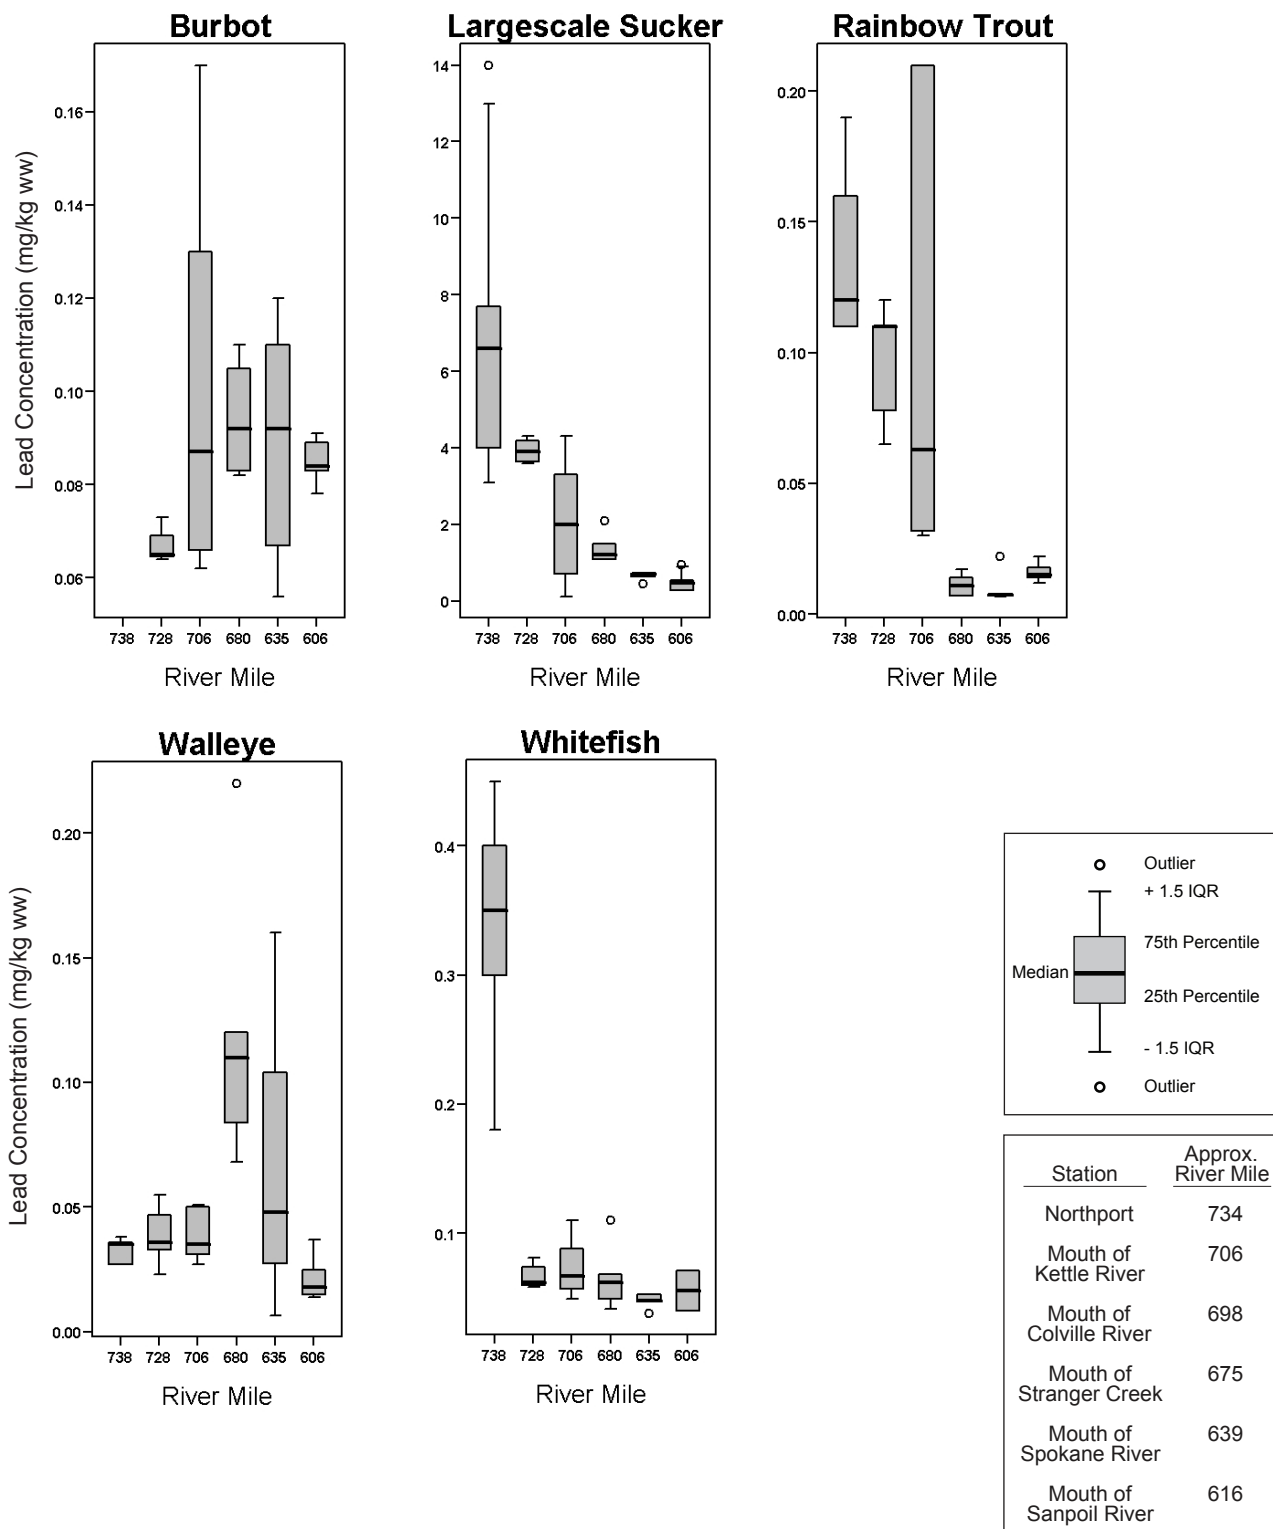 Burbot
Largescale Sucker
Rainbow Trout
Lead Concentration (mg/kg ww)
0.16
0.14
0.12
0.10
0.08
0.06
738 728 706 680 635 606
River Mile
14
12
10
8
6
4
2
0
738 728 706 680 635 606
River Mile
0.20
0.15
0.10
0.05
0.00
738 728 706 680 635 606
River Mile
Walleye
Whitefish
Lead Concentration (mg/kg ww)
0.20
0.15
0.10
0.05
0.00
738 728 706 680 635 606
River Mile
0.4
0.3
0.2
0.1
738 728 706 680 635 606
River Mile
Outlier
+ 1.5 IQR
75th Percentile
Median
25th Percentile
- 1.5 IQR
Outlier
Station Approx. River Mile
Northport 734
Mouth of
Kettle River 706
Mouth of
Colville River 698
Mouth of
Stranger Creek 675
Mouth of
Spokane River 639
Mouth of
Sanpoil River 616